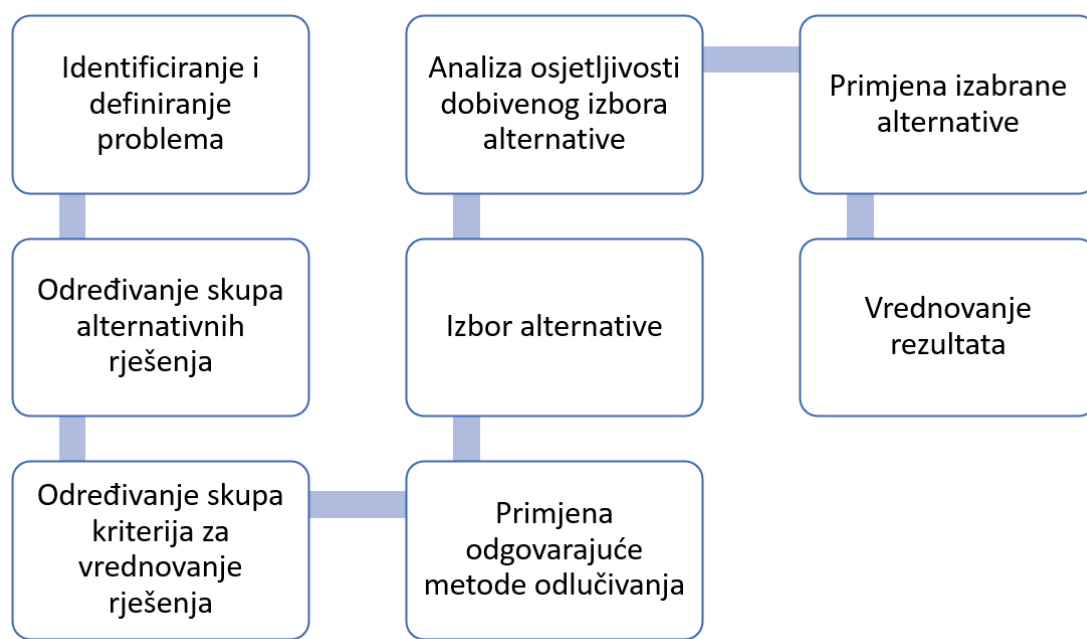 Identificiranje i
definiranje
problema
Određivanje skupa
alternativnih
rješenja
Određivanje skupa
kriterija za
vrednovanje
rješenja
Primjena
odgovarajuće
metode odlučivanja
Izbor alternative
Analiza osjetljivosti
dobivenog izbora
alternative
Primjena izabrane
alternative
Vrednovanje
rezultata